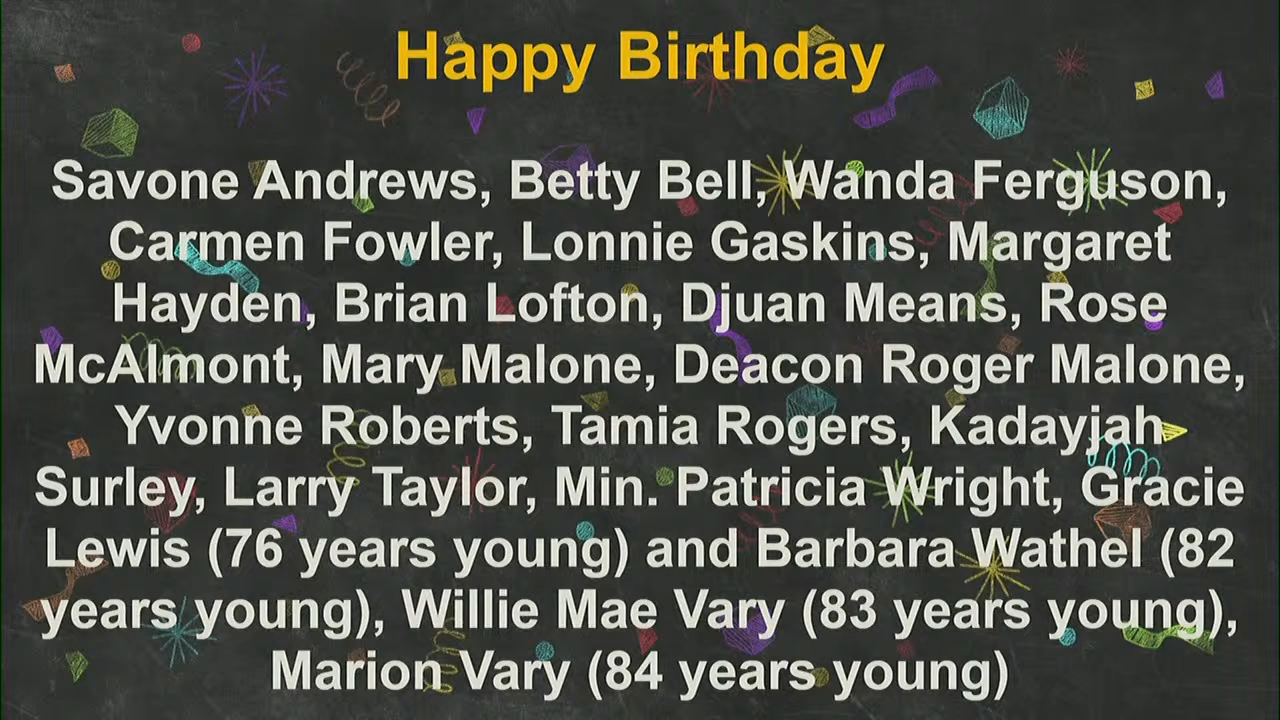 Happy Birthday
Savone Andrews, Betty Bell, Wanda Ferguson,
Carmen Fowler, Lonnie Gaskins, Margaret
Hayden, Brian Lofton, Djuan Means, Rose
McAlmont, Mary Malone, Deacon Roger Malone,
Yvonne Roberts, Tamia Rogers, Kadayjah
Surley, Larry Taylor, Min. Patricia Wright, Gracie
Lewis (76 years young) and Barbara Wathel (82
years young), Willie Mae Vary (83 years young),
Marion Vary (84 years young)